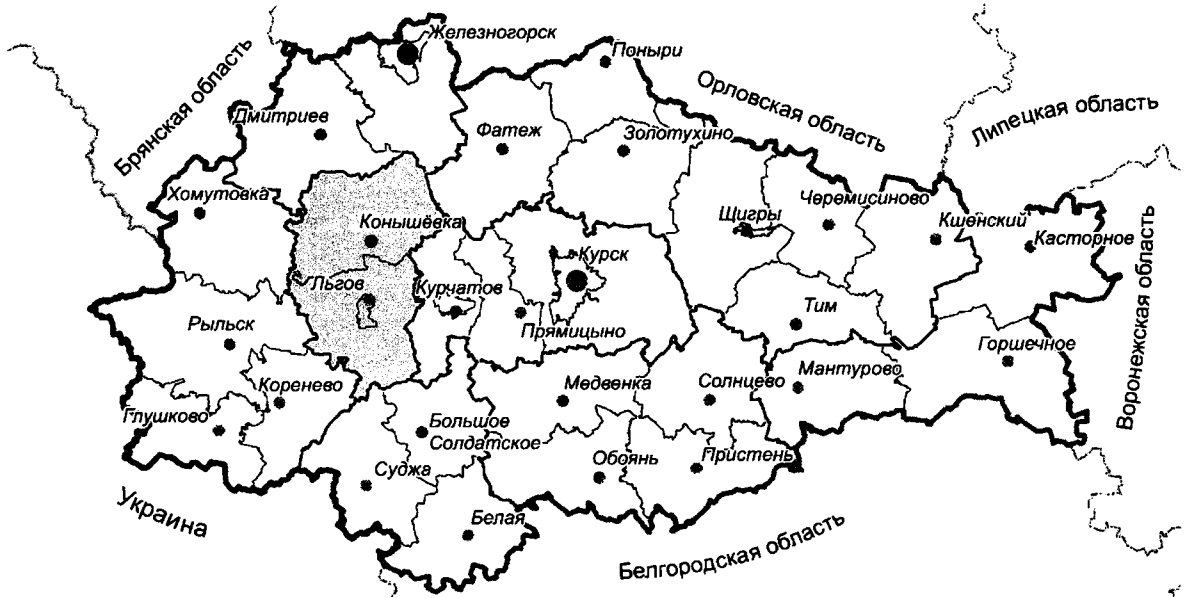 Железногорск
Поныри
Брянская область
Орловская область
Липецкая область
Дмитриев
Фатеж
Золотухино
Хомутовка
Конышёвка
Щигры
Черемисиново
Кшенский
Касторное
Курск
Льгов
Курчатов
Прямицыно
Тим
Воронежская область
Рыльск
Горшечное
Коренево
Медвенка
Солнцево
Мантурово
Глушково
Большое
Солдатское
Суджа
Обоянь
Пристень
Украина
Белая
Белгородская область